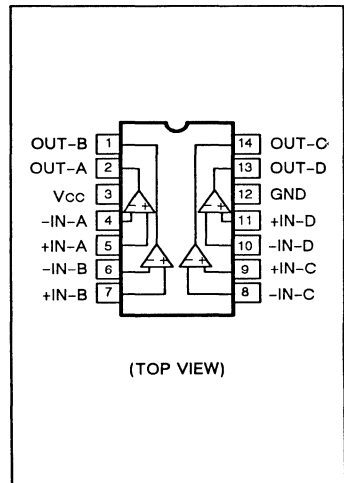 OUT-B 1 14 OUT-C
OUT-A 2 13 OUT-D
Vcc 3 12 GND
-IN-A 4 - + - + 11 +IN-D
+IN-A 5 10 -IN-D
-IN-B 6 - + + - 9 +IN-C
+IN-B 7 8 -IN-C
(TOP VIEW)